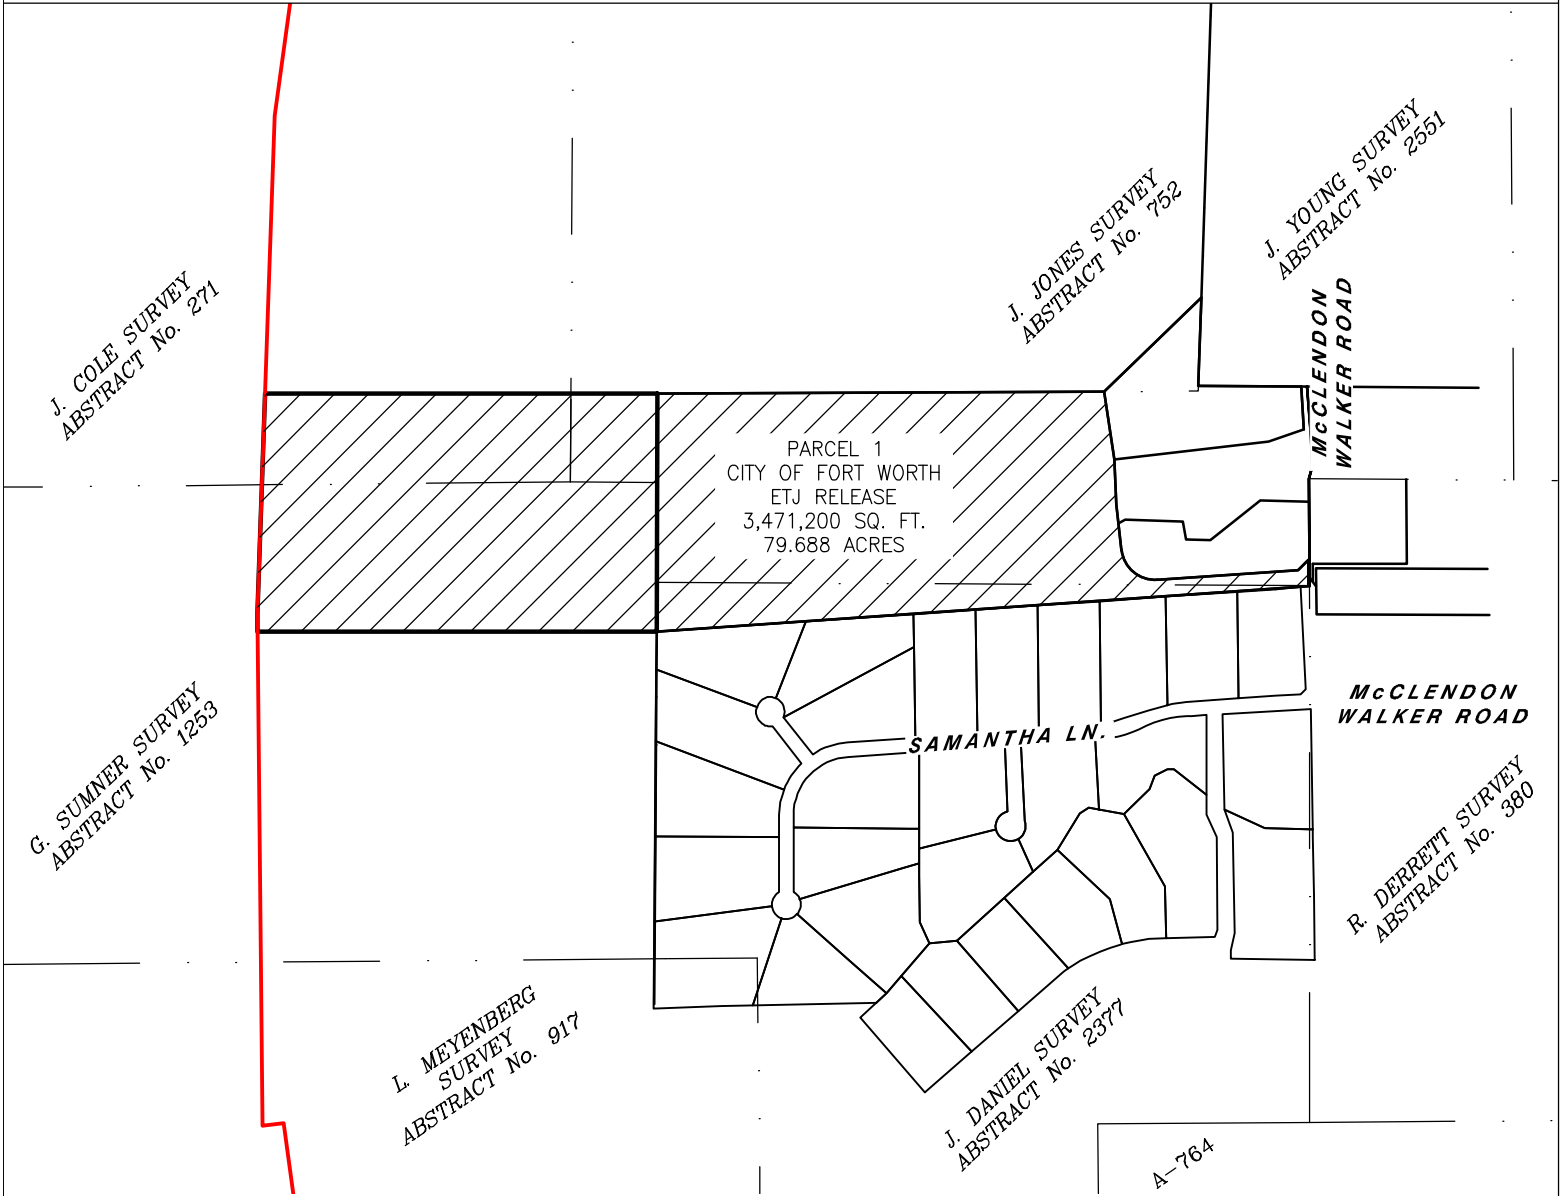 J. YOUNG SURVEY
ABSTRACT No. 2551
J. JONES SURVEY
ABSTRACT No. 752
J. COLE SURVEY
ABSTRACT No. 271
McCLENDON
WALKER ROAD
PARCEL 1
CITY OF FORT WORTH
ETJ RELEASE
3,471,200 SQ. FT.
79.688 ACRES
McCLENDON
WALKER ROAD
SAMANTHA LN.
G. SUMNER SURVEY
ABSTRACT No. 1253
R. DERRETT SURVEY
ABSTRACT No. 380
L. MEYENBERG
SURVEY
ABSTRACT No. 917
J. DANIEL SURVEY
ABSTRACT No. 2377
A-764